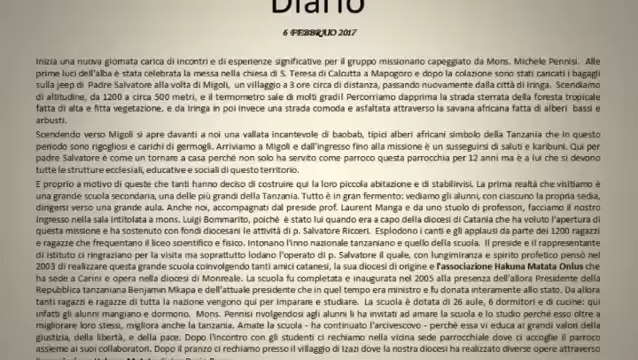 Diario
6 FEBBRAIO 2017
Inizia una nuova giornata carica di incontri e di esperienze significative per il gruppo missionario capeggiato da Mons. Michele Pennisi. Alle
prime luci dell'alba è stata celebrata la messa nella chiesa di S. Teresa di Calcutta a Mapogoro e dopo la colazione sono stati caricati i bagagli
sulla jeep di Padre Salvatore alla volta di Migoli, un villaggio a 3 ore circa di distanza, passando nuovamente dalla città di Iringa. Scendiamo
di altitudine, da 1200 a circa 500 metri, e il termometro sale di molti gradi! Percorriamo dapprima la strada sterrata della foresta tropicale
fatta di alta e fitta vegetazione, e da Iringa in poi invece una strada comoda e asfaltata attraverso la savana africana fatta di alberi bassi e
arbusti.
Scendendo verso Migoli si apre davanti a noi una vallata incantevole di baobab, tipici alberi africani simbolo della Tanzania che in questo
periodo sono rigogliosi e carichi di germogli. Arriviamo a Migoli e dall'ingresso fino alla missione è un susseguirsi di saluti e karibuni. Qui per
padre Salvatore è come un tornare a casa perché non solo ha servito come parroco questa parrocchia per 12 anni ma è a lui che si devono
tutte le strutture ecclesiali, educative e sociali di questo territorio.
E proprio a motivo di queste che tanti hanno deciso di costruire qui la loro piccola abitazione e di stabilirvisi. La prima realtà che visitiamo è
una grande scuola secondaria, una delle più grandi della Tanzania. Tutto è in gran fermento: vediamo gli alunni, con ciascuno la propria sedia,
dirigersi verso una grande aula. Anche noi, accompagnati dal preside prof. Laurent Manga e da uno stuolo di professori, facciamo il nostro
ingresso nella sala intitolata a mons. Luigi Bommarito, poiché è stato lui quando era a capo della diocesi di Catania che ha voluto l'apertura di
questa missione e ha sostenuto con fondi diocesani le attività di p. Salvatore Ricceri. Esplodono i canti e gli applausi da parte dei 1200 ragazzi
e ragazze che frequentano il liceo scientifico e fisico. Intonano l'inno nazionale tanzaniano e quello della scuola. Il preside e il rappresentante
di istituto ci ringraziano per la visita ma soprattutto lodano l'operato di p. Salvatore il quale, con lungimiranza e spirito profetico pensò nel
2003 di realizzare questa grande scuola coinvolgendo tanti amici catanesi, la sua diocesi di origine e l'associazione Hakuna Matata Onlus che
ha sede a Carini e opera nella diocesi di Monreale. La scuola fu completata e inaugurata nel 2005 alla presenza dell'allora Presidente della
Repubblica tanzaniana Benjamin Mkapa e dell'attuale presidente che in quel tempo era ministro e fu donata interamente allo stato. Da allora
tanti ragazzi e ragazze di tutta la nazione vengono qui per imparare e studiare. La scuola è dotata di 26 aule, 6 dormitori e di cucine: qui
infatti gli alunni mangiano e dormono. Mons. Pennisi rivolgendosi agli alunni li ha invitati ad amare la scuola e lo studio perché esso oltre a
migliorare loro stessi, migliora anche la tanzania. Amate la scuola - ha continuato l'arcivescovo - perché essa vi educa ai grandi valori della
giustizia, della libertà, e della pace. Dopo l'incontro con gli studenti ci rechiamo nella vicina sede parrocchiale dove ci accoglie il parroco
assieme ai suoi collaboratori. Dopo il pranzo ci rechiamo presso il villaggio di Izazi dove la nostra diocesi ha realizzato diverse opere attraverso